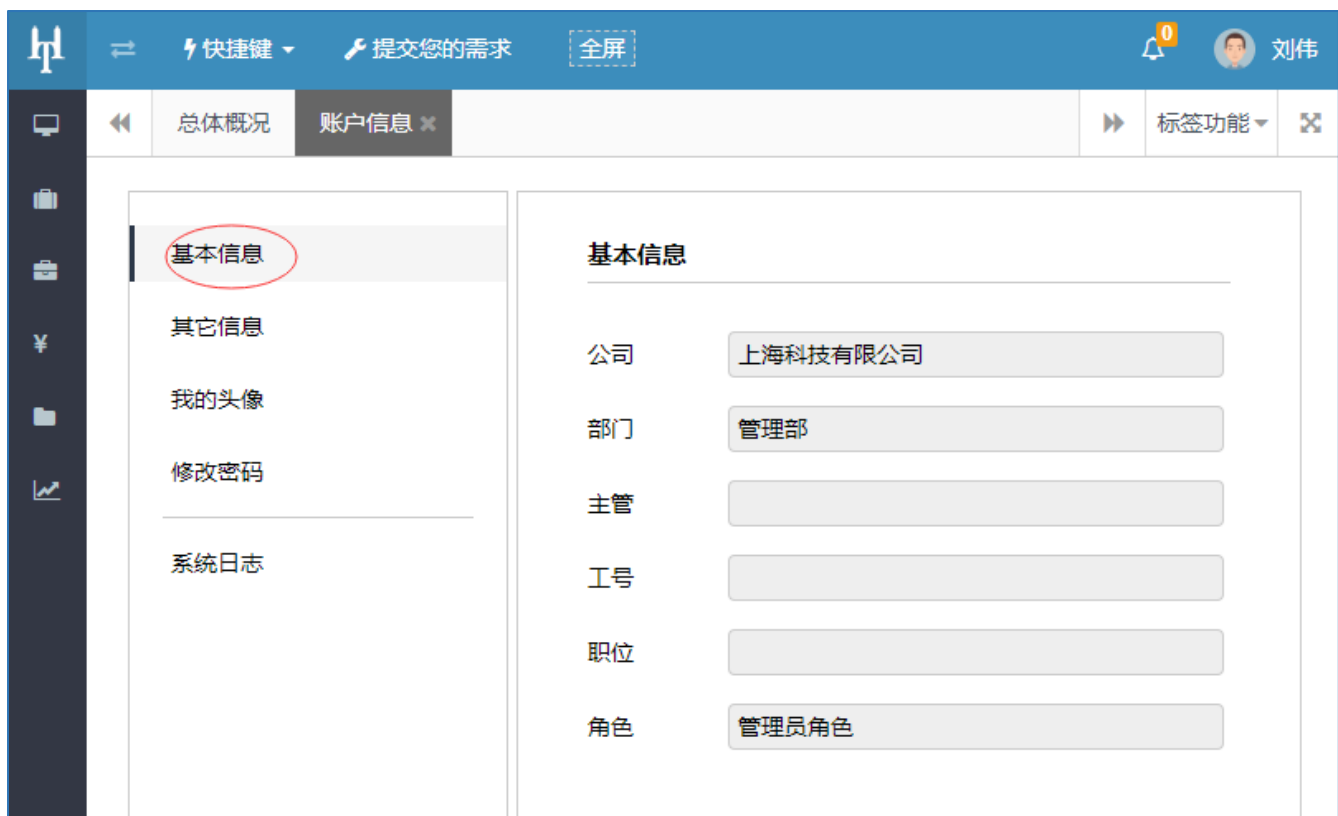 快捷键 提交您的需求 全屏 0 刘伟
总体概况 账户信息 标签功能
基本信息
其它信息
我的头像
修改密码
系统日志
基本信息
公司 上海科技有限公司
部门 管理部
主管
工号
职位
角色 管理员角色